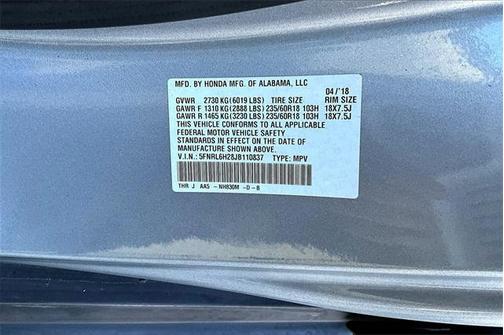 MFD. BY HONDA MFG. OF ALABAMA, LLC
04/'18
GVWR 2730 KG(6019 LBS) TIRE SIZE RIM SIZE
GAWR F 1310 KG(2888 LBS) 235/60R18 103H 18X7.5J
GAWR R 1465 KG(3230 LBS) 235/60R18 103H 18X7.5J
THIS VEHICLE CONFORMS TO ALL APPLICABLE
FEDERAL MOTOR VEHICLE SAFETY
STANDARDS IN EFFECT ON THE DATE OF
MANUFACTURE SHOWN ABOVE.
V.I.N.: 5FNRL6H28JB110837 TYPE: MPV
THR J AA5 - NH830M -D - B